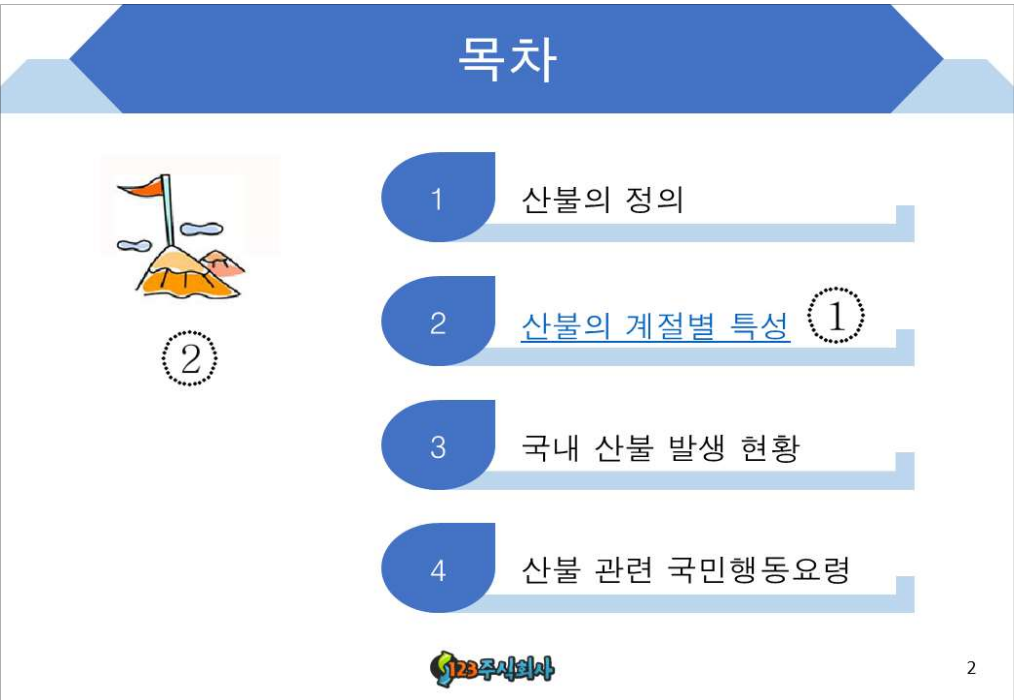 목차
1 산불의 정의
2 산불의 계절별 특성 ①
②
3 국내 산불 발생 현황
4 산불 관련 국민행동요령
123주식회사
2